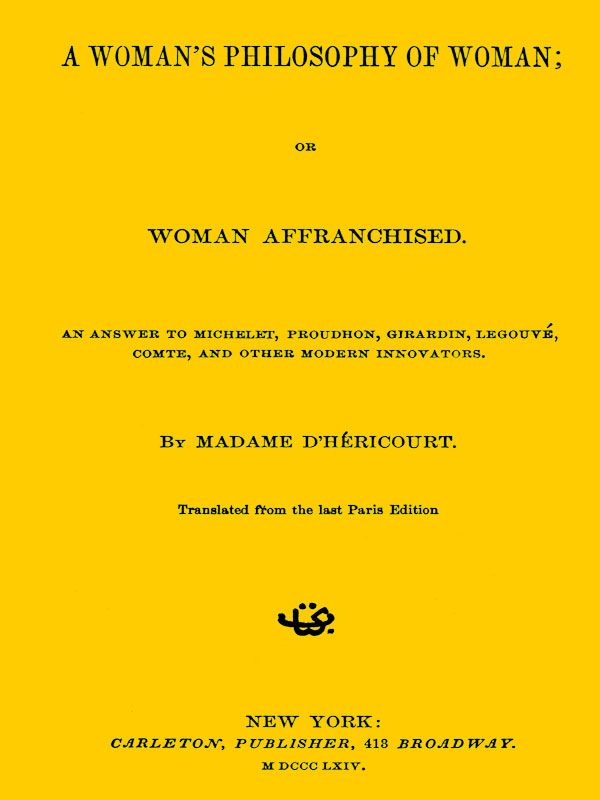 A WOMAN'S PHILOSOPHY OF WOMAN;
OR
WOMAN AFFRANCHISED.
AN ANSWER TO MICHELET, PROUDHON, GIRARDIN, LEGOUVÉ,
COMTE, AND OTHER MODERN INNOVATORS.
By MADAME D'HÉRICOURT.
Translated from the last Paris Edition
NEW YORK:
CARLETON, PUBLISHER, 413 BROADWAY.
M DCCC LXIV.